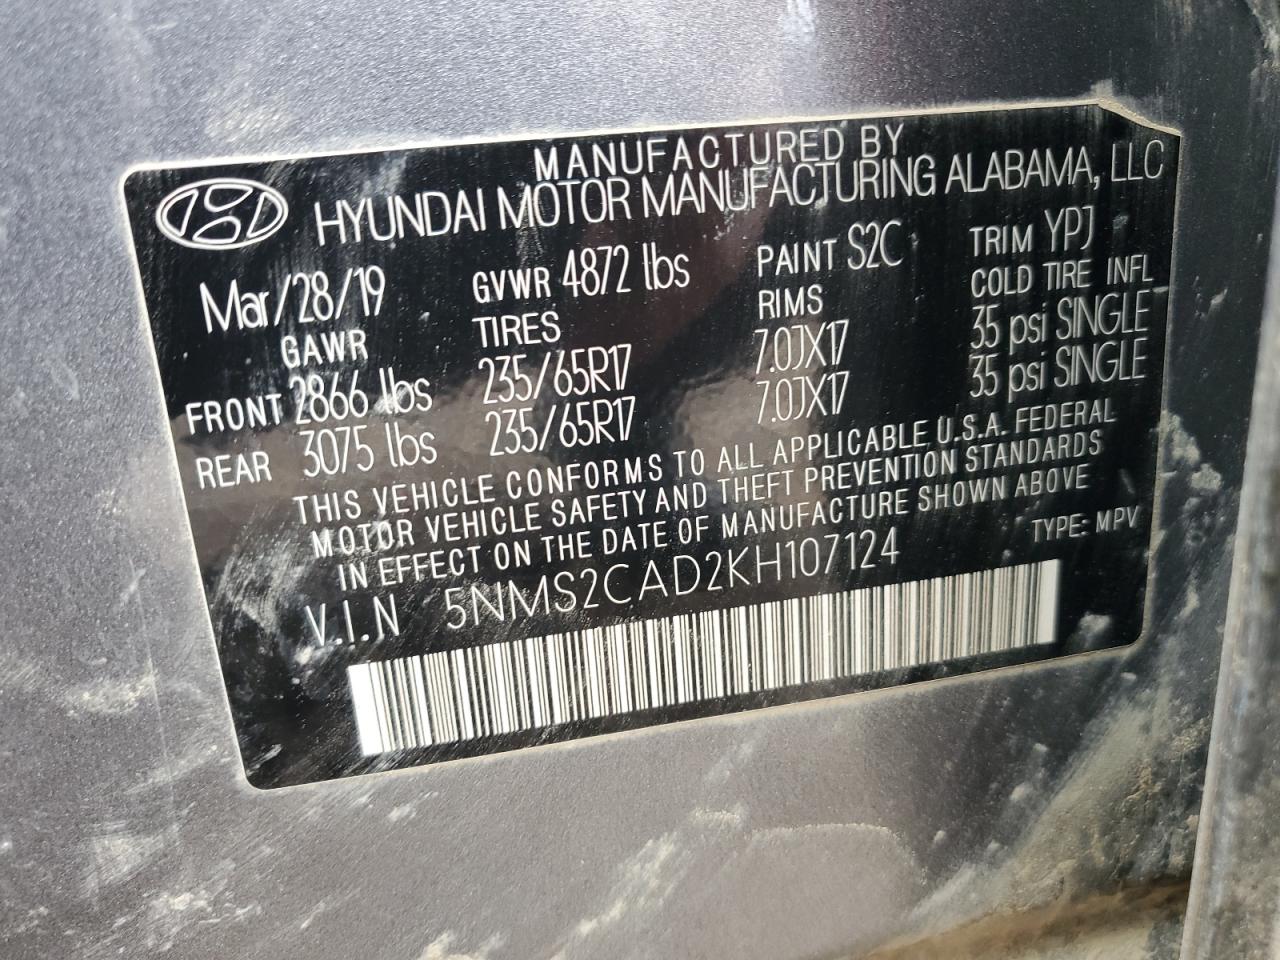 MANUFACTURED BY
HYUNDAI MOTOR MANUFACTURING ALABAMA, LLC
Mar/28/19 GVWR 4872 lbs PAINT S2C TRIM YPJ
GAWR TIRES RIMS COLD TIRE INFL
FRONT 2866 lbs 235/65R17 7.0JX17 35 psi SINGLE
REAR 3075 lbs 235/65R17 7.0JX17 35 psi SINGLE
THIS VEHICLE CONFORMS TO ALL APPLICABLE U.S.A. FEDERAL
MOTOR VEHICLE SAFETY AND THEFT PREVENTION STANDARDS
IN EFFECT ON THE DATE OF MANUFACTURE SHOWN ABOVE
V.I.N 5NMS2CAD2KH107124 TYPE: MPV